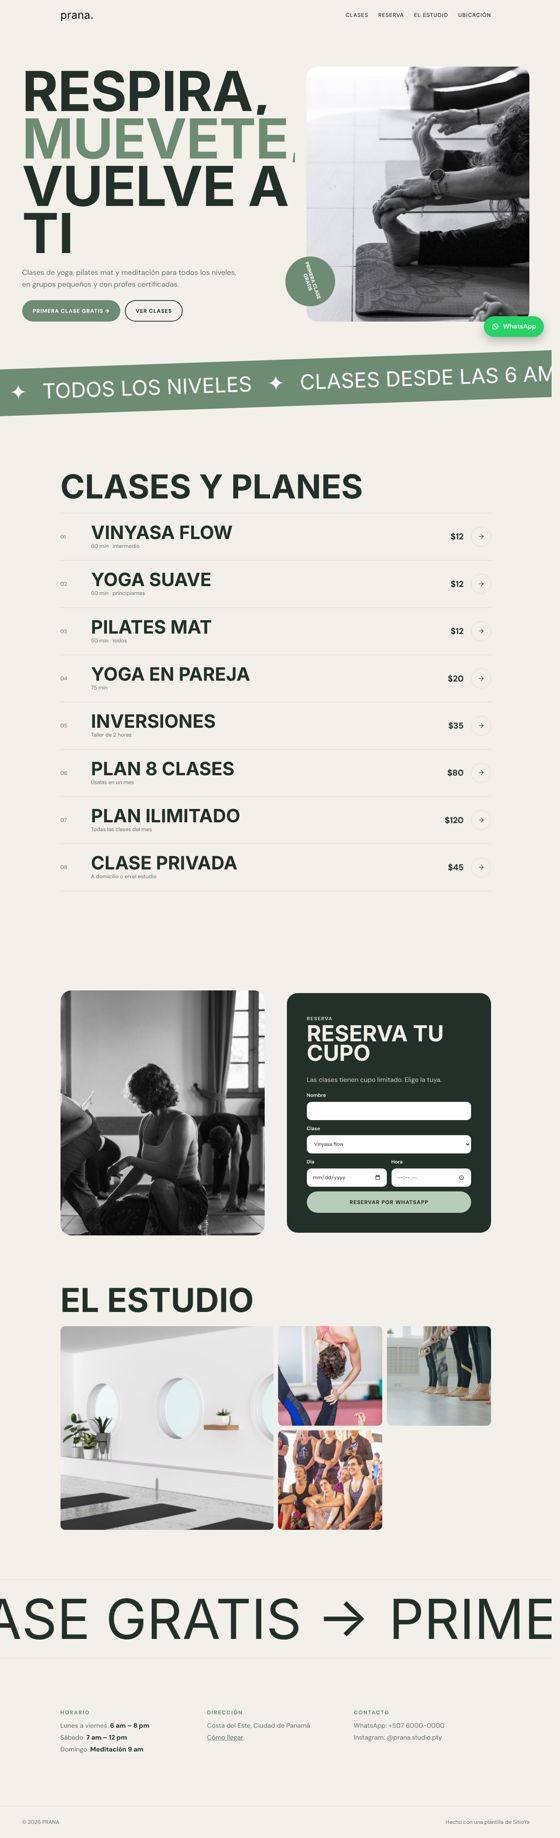 prana.
CLASES RESERVA EL ESTUDIO UBICACIÓN
RESPIRA,
MUEVETE,
VUELVE A
TI
Clases de yoga, pilates mat y meditación para todos los niveles,
en grupos pequeños y con profes certificadas.
PRIMERA CLASE GRATIS → VER CLASES
PRIMERA CLASE
GRATIS
WhatsApp
✦ TODOS LOS NIVELES ✦ CLASES DESDE LAS 6 AM
CLASES Y PLANES
01 VINYASA FLOW $12 →
60 min · intermedio
02 YOGA SUAVE $12 →
60 min · principiantes
03 PILATES MAT $12 →
50 min · todos
04 YOGA EN PAREJA $20 →
75 min
05 INVERSIONES $35 →
Taller de 2 horas
06 PLAN 8 CLASES $80 →
Úsalas en un mes
07 PLAN ILIMITADO $120 →
Todas las clases del mes
08 CLASE PRIVADA $45 →
A domicilio o en el estudio
RESERVA
RESERVA TU
CUPO
Las clases tienen cupo limitado. Elige la tuya.
Nombre
Clase
Vinyasa flow
Día Hora
mm/dd/yyyy --:-- --
RESERVAR POR WHATSAPP
EL ESTUDIO
ASE GRATIS → PRIME
HORARIO DIRECCIÓN CONTACTO
Lunes a viernes 6 am – 8 pm Costa del Este, Ciudad de Panamá WhatsApp: +507 6000-0000
Sábado 7 am – 12 pm Cómo llegar Instagram: @prana.studio.pty
Domingo Meditación 9 am
© 2026 PRANA Hecho con una plantilla de SitioYa